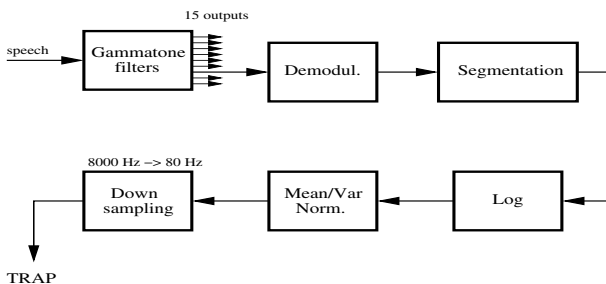 15 outputs
speech
Gammatone
filters
Demodul.
Segmentation
8000 Hz −> 80 Hz
Down
sampling
Mean/Var
Norm.
Log
TRAP